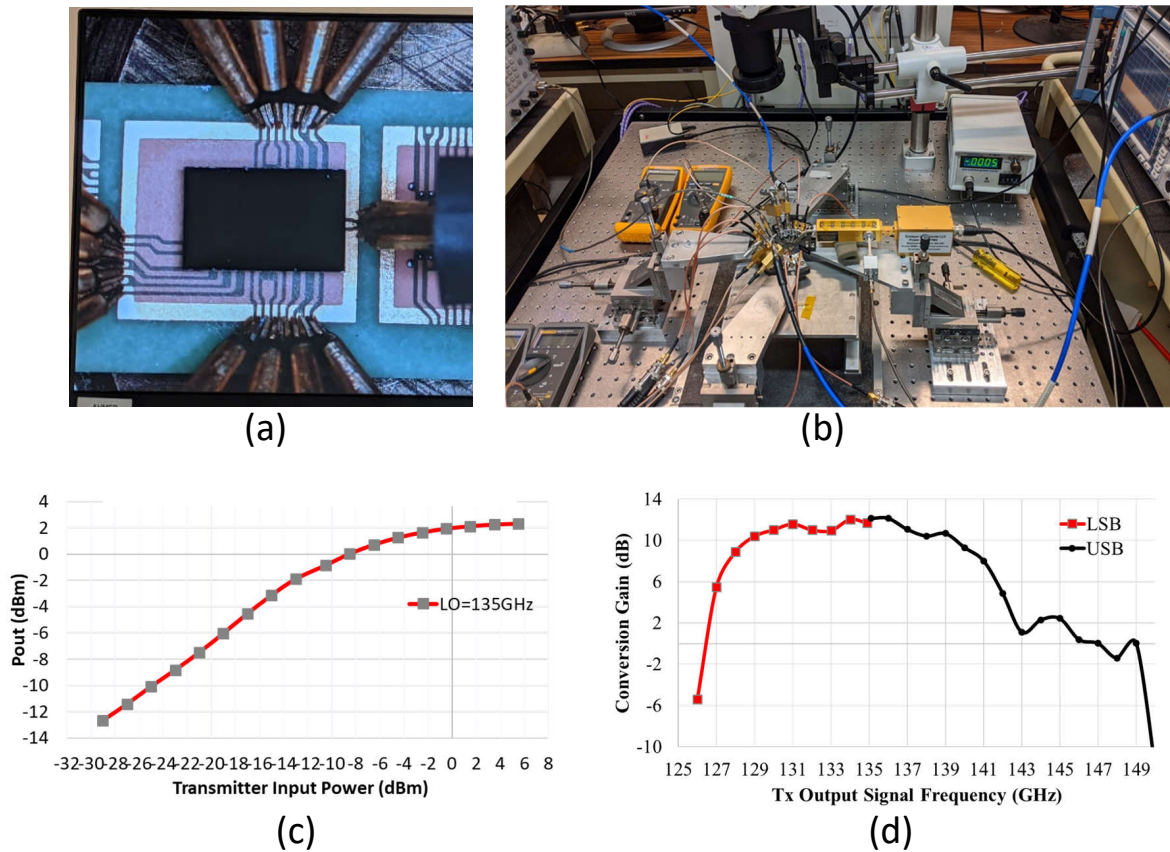 .0005
(a)
(b)
4
2
0
-2
-4
-6
-8
-10
-12
-14
Pout (dBm)
LO=135GHz
-32-30-28-26-24-22-20-18-16-14-12-10 -8 -6 -4 -2 0 2 4 6 8
Transmitter Input Power (dBm)
(c)
14
10
6
2
-2
-6
-10
Conversion Gain (dB)
LSB
USB
125 127 129 131 133 135 137 139 141 143 145 147 149
Tx Output Signal Frequency (GHz)
(d)